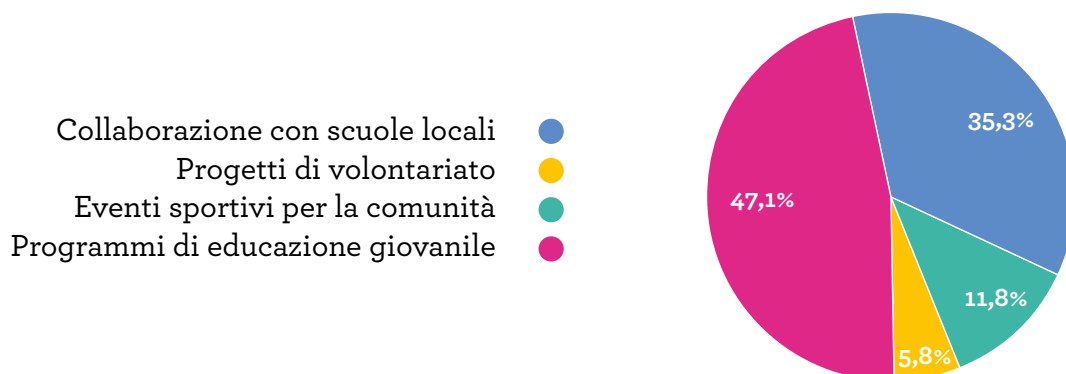 Collaborazione con scuole locali
Progetti di volontariato
Eventi sportivi per la comunità
Programmi di educazione giovanile
35,3%
47,1%
11,8%
5,8%